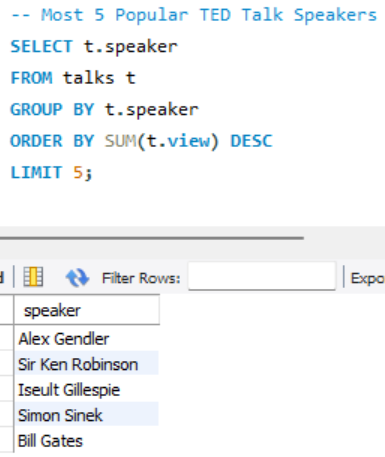 -- Most 5 Popular TED Talk Speakers
SELECT t.speaker
FROM talks t
GROUP BY t.speaker
ORDER BY SUM(t.view) DESC
LIMIT 5;
Filter Rows:
speaker
Alex Gendler
Sir Ken Robinson
Iseult Gillespie
Simon Sinek
Bill Gates